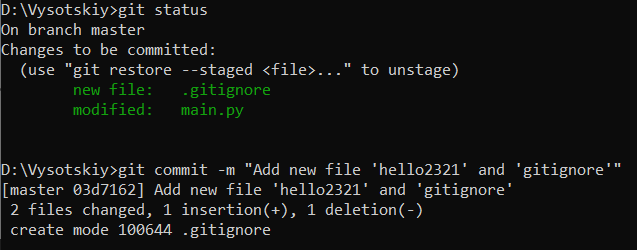 D:\Vysotskiy>git status
On branch master
Changes to be committed:
  (use "git restore --staged <file>..." to unstage)
        new file:   .gitignore
        modified:   main.py
D:\Vysotskiy>git commit -m "Add new file 'hello2321' and 'gitignore'"
[master 03d7162] Add new file 'hello2321' and 'gitignore'
 2 files changed, 1 insertion(+), 1 deletion(-)
 create mode 100644 .gitignore